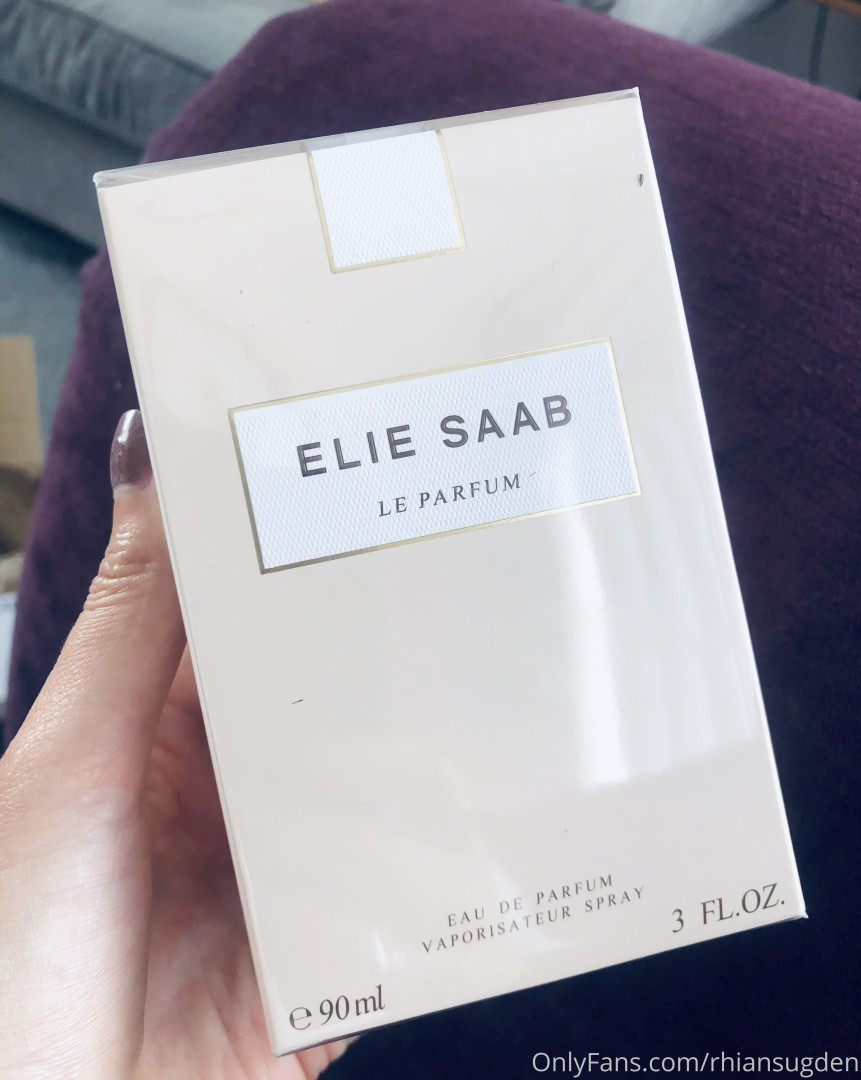 ELIE SAAB
LE PARFUM
EAU DE PARFUM
VAPORISATEUR SPRAY
3 FL.OZ.
℮ 90 ml
OnlyFans.com/rhiansugden